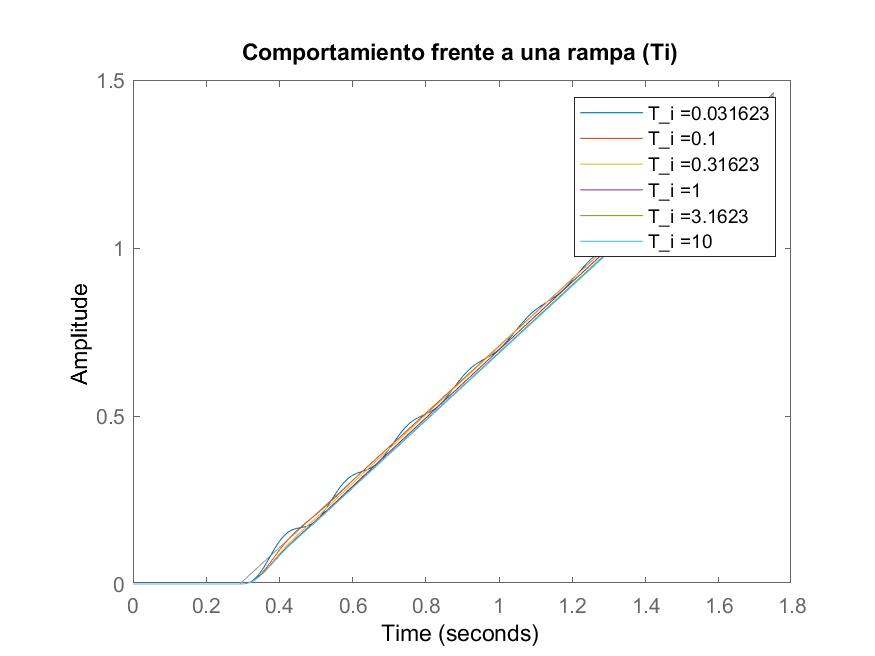 Comportamiento frente a una rampa (Ti)
1.5
1
0.5
0
Amplitude
T_i =0.031623
T_i =0.1
T_i =0.31623
T_i =1
T_i =3.1623
T_i =10
0 0.2 0.4 0.6 0.8 1 1.2 1.4 1.6 1.8
Time (seconds)